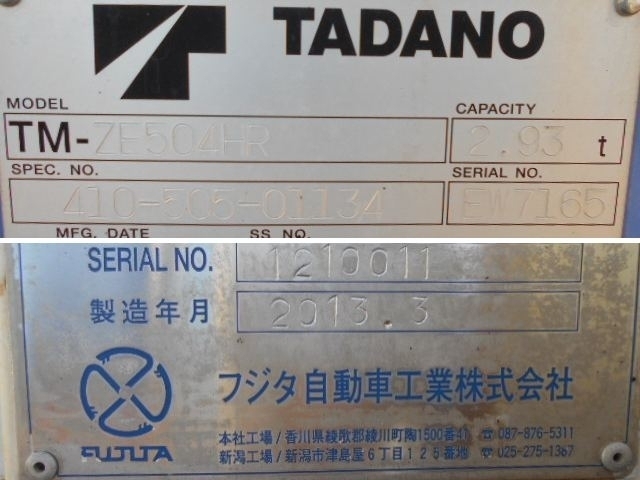 TADANO
MODEL
CAPACITY
TM-ZE504HR
2.93 t
SPEC. NO.
SERIAL NO.
410-505-01134
EW7165
MFG. DATE
SS NO.
SERIAL NO. 1210011
製造年月 2013.3
フジタ自動車工業株式会社
FUJITA
本社工場/香川県綾歌郡綾川町陶1500番41 ☎087-876-5311
新潟工場/新潟市津島屋6丁目125番地 ☎025-275-1367